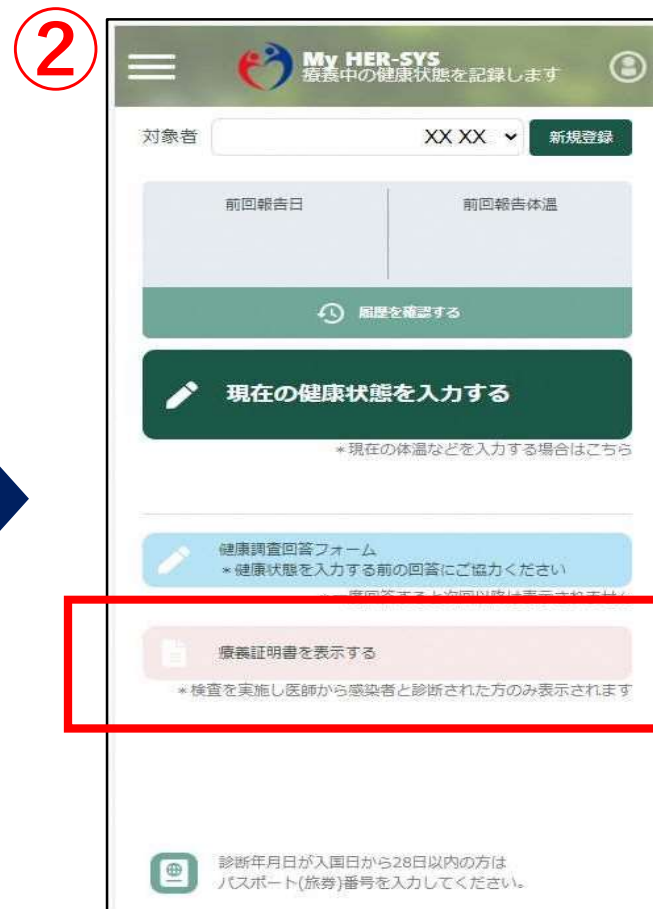 ②
My HER-SYS
療養中の健康状態を記録します
対象者
XX XX
新規登録
前回報告日
前回報告体温
履歴を確認する
現在の健康状態を入力する
*現在の体温などを入力する場合はこちら
健康調査回答フォーム
*健康状態を入力する前の回答にご協力ください
療養証明書を表示する
*検査を実施し医師から感染者と診断された方のみ表示されます
診断年月日が入国日から28日以内の方は
パスポート(旅券)番号を入力してください。